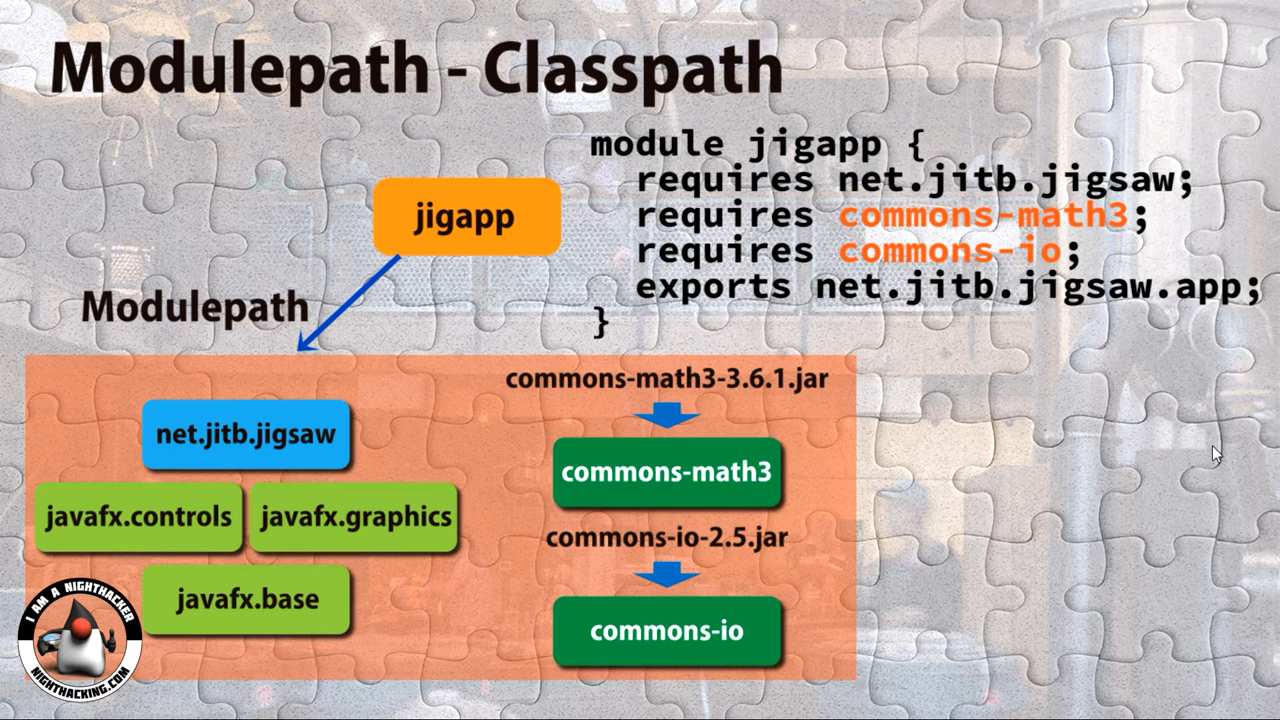 Modulepath - Classpath
module jigapp {
requires net.jitb.jigsaw;
requires commons-math3;
requires commons-io;
exports net.jitb.jigsaw.app;
}
jigapp
Modulepath
net.jitb.jigsaw
javafx.controls
javafx.graphics
javafx.base
commons-math3-3.6.1.jar
commons-math3
commons-io-2.5.jar
commons-io
I AM A NIGHTHACKER
NIGHTHACKING.COM